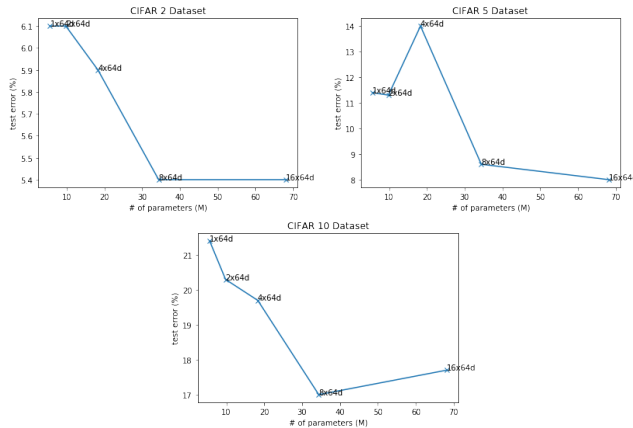 CIFAR 2 Dataset
6.1
6.0
5.9
5.8
5.7
5.6
5.5
5.4
test error (%)
1x64d
2x64d
4x64d
8x64d
16x64d
10 20 30 40 50 60 70
# of parameters (M)
CIFAR 5 Dataset
14
13
12
11
10
9
8
test error (%)
1x64d
2x64d
4x64d
8x64d
16x64d
10 20 30 40 50 60 70
# of parameters (M)
CIFAR 10 Dataset
21
20
19
18
17
test error (%)
1x64d
2x64d
4x64d
8x64d
16x64d
10 20 30 40 50 60 70
# of parameters (M)